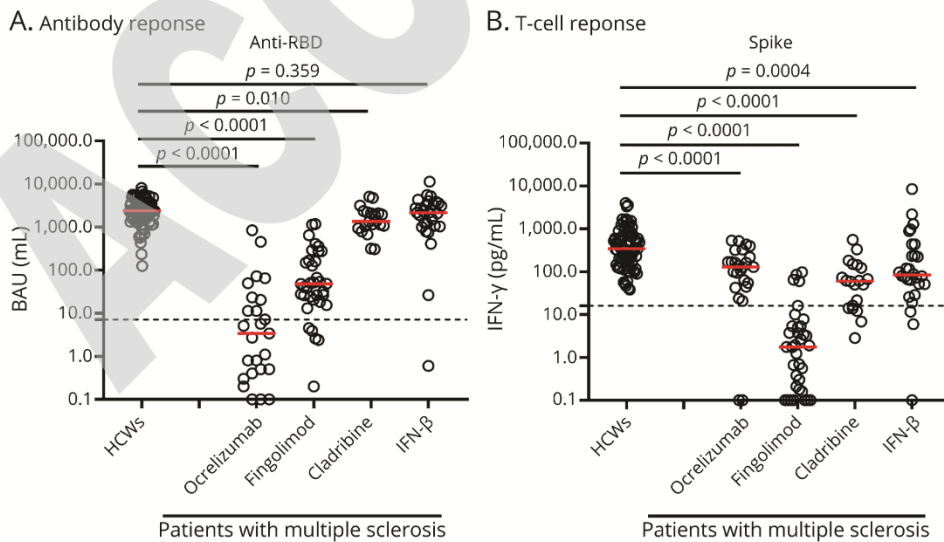 A. Antibody reponse
Anti-RBD
p = 0.359
p = 0.010
p < 0.0001
p < 0.0001
BAU (mL)
100,000.0
10,000.0
1,000.0
100.0
10.0
1.0
0.1
HCWs
Ocrelizumab
Fingolimod
Cladribine
IFN-β
Patients with multiple sclerosis
B. T-cell reponse
Spike
p = 0.0004
p < 0.0001
p < 0.0001
p < 0.0001
IFN-γ (pg/mL)
100,000.0
10,000.0
1,000.0
100.0
10.0
1.0
0.1
HCWs
Ocrelizumab
Fingolimod
Cladribine
IFN-β
Patients with multiple sclerosis